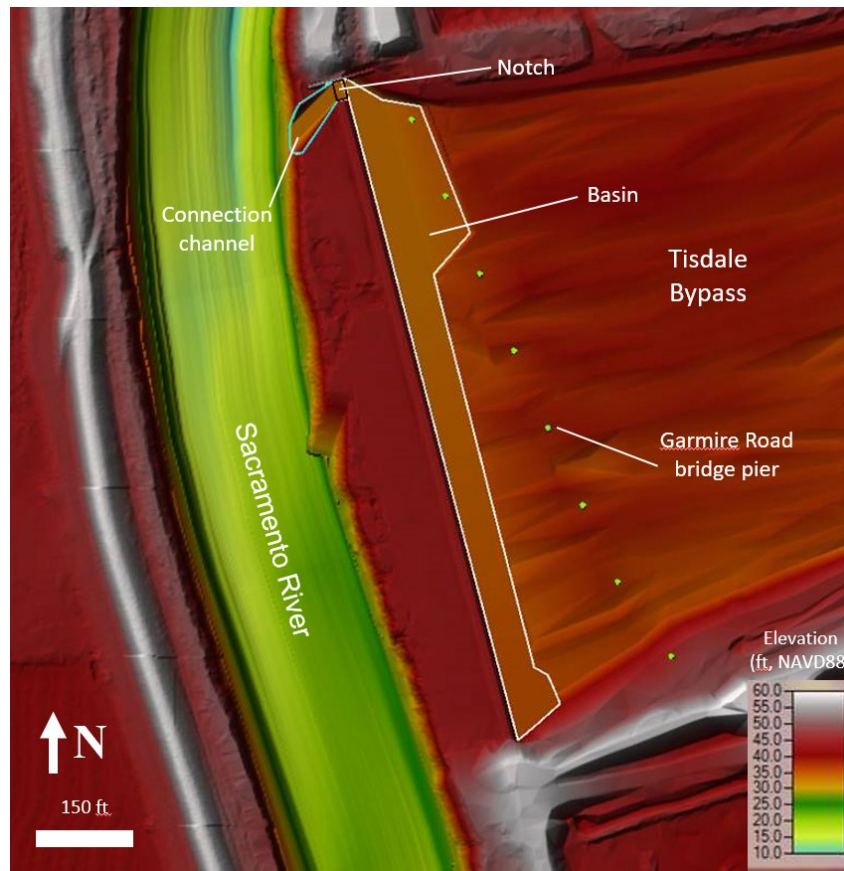 Notch
Connection
channel
Basin
Tisdale
Bypass
Garmire Road
bridge pier
Sacramento River
N
150 ft
Elevation
(ft, NAVD88
60.0
55.0
50.0
45.0
40.0
35.0
30.0
25.0
20.0
15.0
10.0